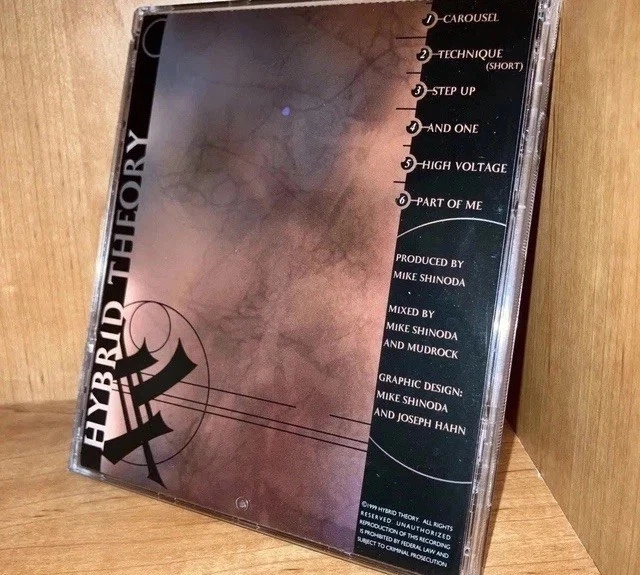 HYBRID THEORY
1 CAROUSEL
2 TECHNIQUE
(SHORT)
3 STEP UP
4 AND ONE
5 HIGH VOLTAGE
6 PART OF ME
PRODUCED BY
MIKE SHINODA
MIXED BY
MIKE SHINODA
AND MUDROCK
GRAPHIC DESIGN:
MIKE SHINODA
AND JOSEPH HAHN
©1999 HYBRID THEORY. ALL RIGHTS
RESERVED UNAUTHORIZED
REPRODUCTION OF THIS RECORDING
IS PROHIBITED BY FEDERAL LAW AND
SUBJECT TO CRIMINAL PROSECUTION